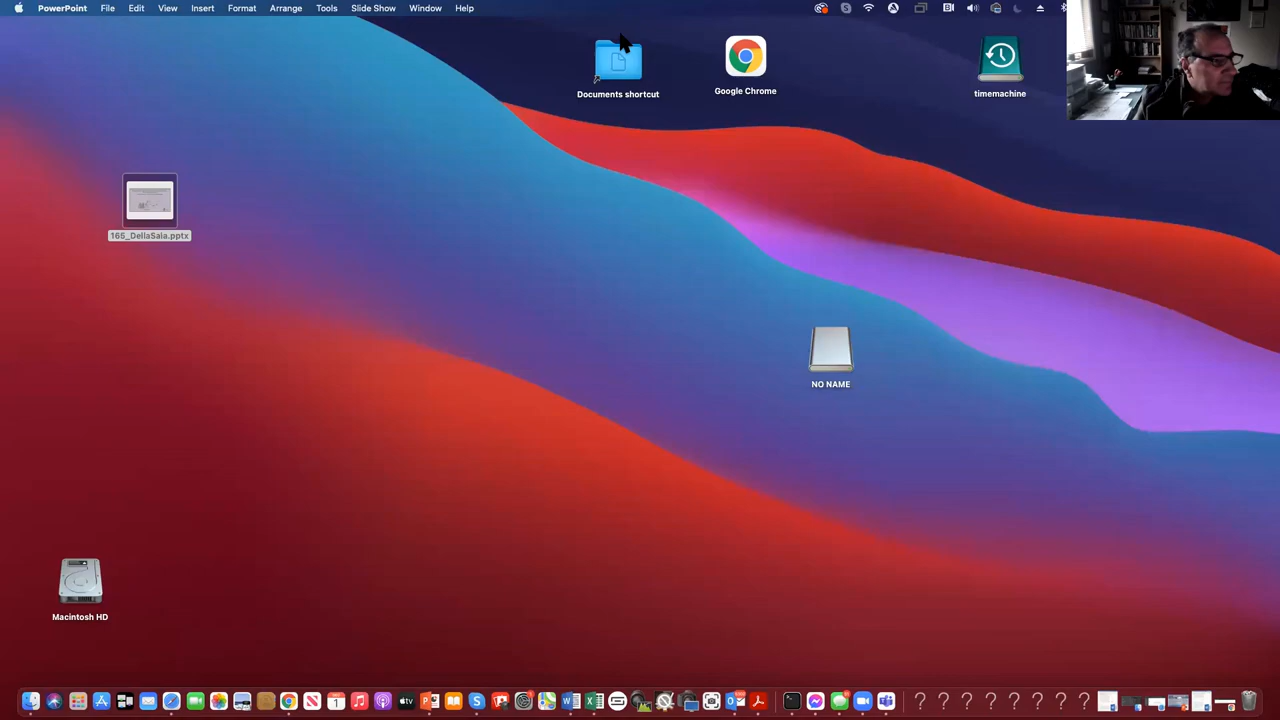 PowerPoint File Edit View Insert Format Arrange Tools Slide Show Window Help
Documents shortcut
Google Chrome
timemachine
165_DellaSala.pptx
NO NAME
Macintosh HD